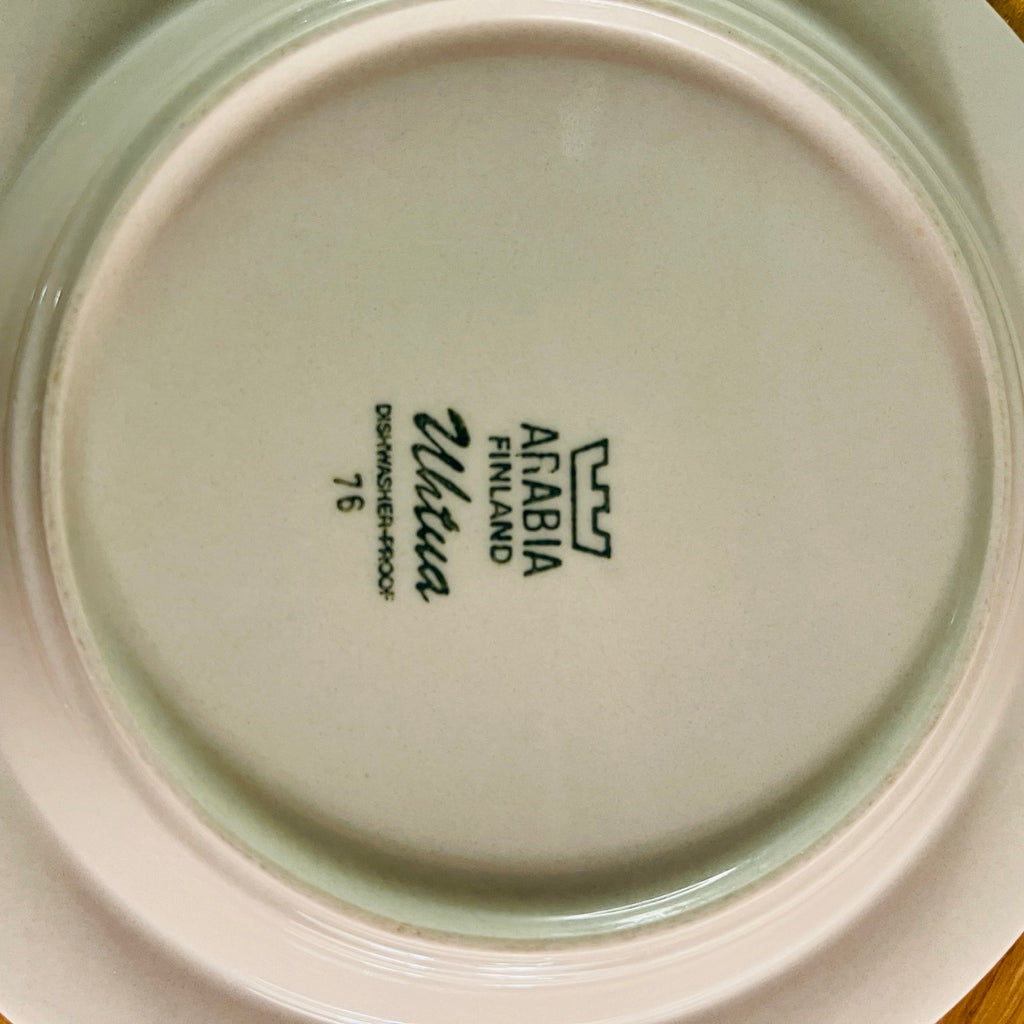 ARABIA
FINLAND
Uhtua
DISHWASHER-PROOF
76